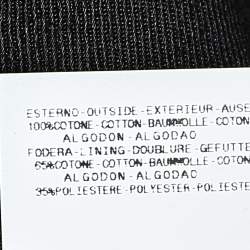 ESTERNO-OUTSIDE-EXTERIEUR-AUSE
100%COTONE-COTTON-BAUMWOLLE-COTON
ALGODON-ALGODAO
FODERA-LINING-DOUBLURE-GEFUTTE
65%COTONE-COTTON-BAUMWOLLE-COTON
ALGODON-ALGODAO
35%POLIESTERE-POLYESTER-POLIESTE